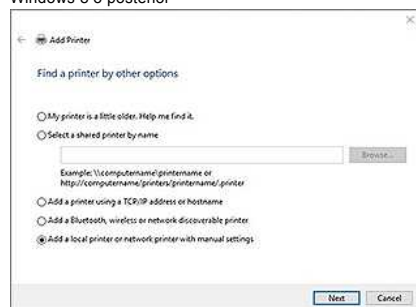 Windows 8 o posterior
Add Printer
Find a printer by other options
My printer is a little older. Help me find it.
Select a shared printer by name
Browse...
Example: \\computername\printername or
http://computername/printers/printername/.printer
Add a printer using a TCP/IP address or hostname
Add a Bluetooth, wireless or network discoverable printer
Add a local printer or network printer with manual settings
Next
Cancel